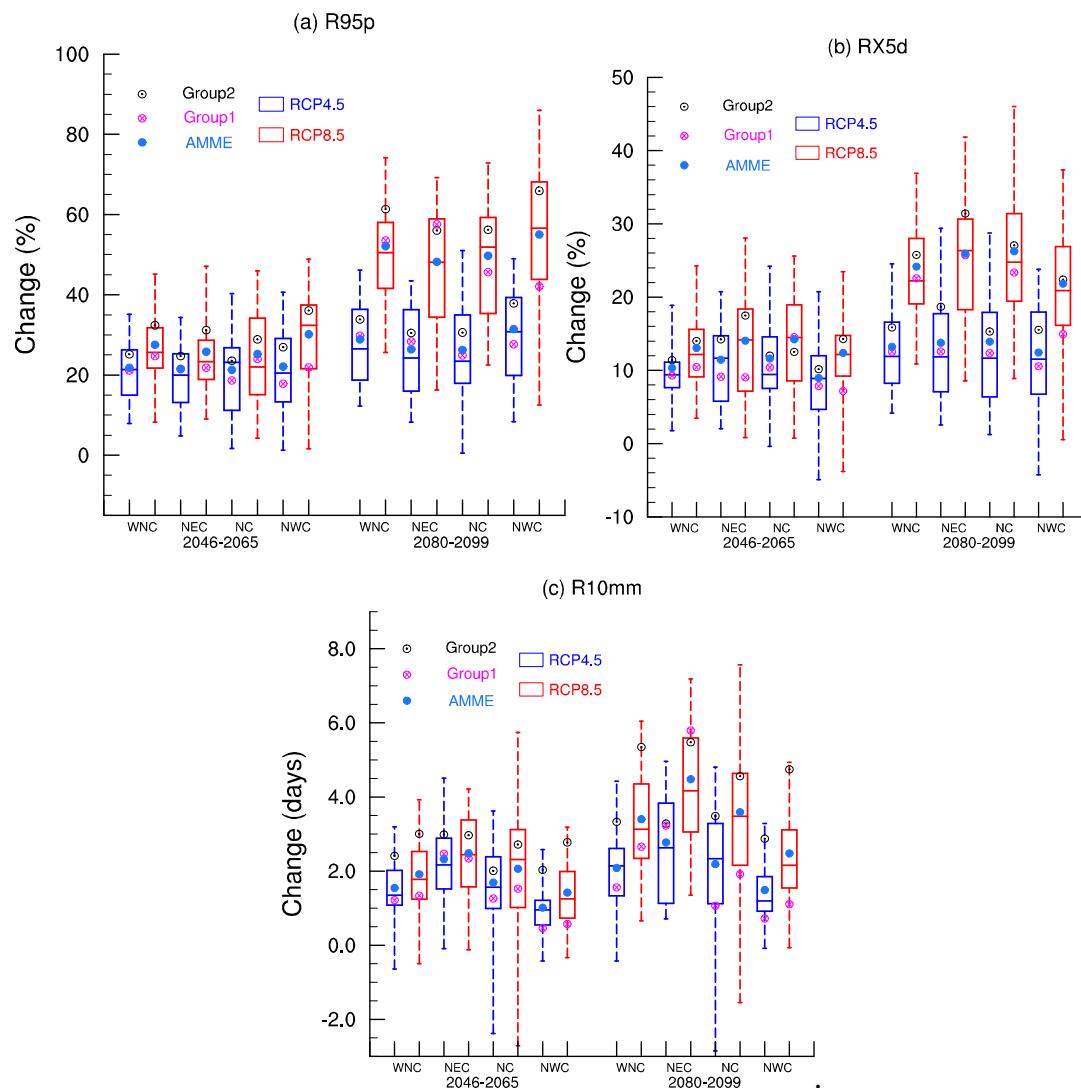 (a) R95p
100
80
60
40
20
0
Change (%)
Group2
Group1
AMME
RCP4.5
RCP8.5
WNC NEC NC NWC WNC NEC NC NWC
2046-2065 2080-2099
(b) RX5d
50
40
30
20
10
0
-10
Change (%)
Group2
Group1
AMME
RCP4.5
RCP8.5
WNC NEC NC NWC WNC NEC NC NWC
2046-2065 2080-2099
(c) R10mm
8.0
6.0
4.0
2.0
0.0
-2.0
Change (days)
Group2
Group1
AMME
RCP4.5
RCP8.5
WNC NEC NC NWC WNC NEC NC NWC
2046-2065 2080-2099